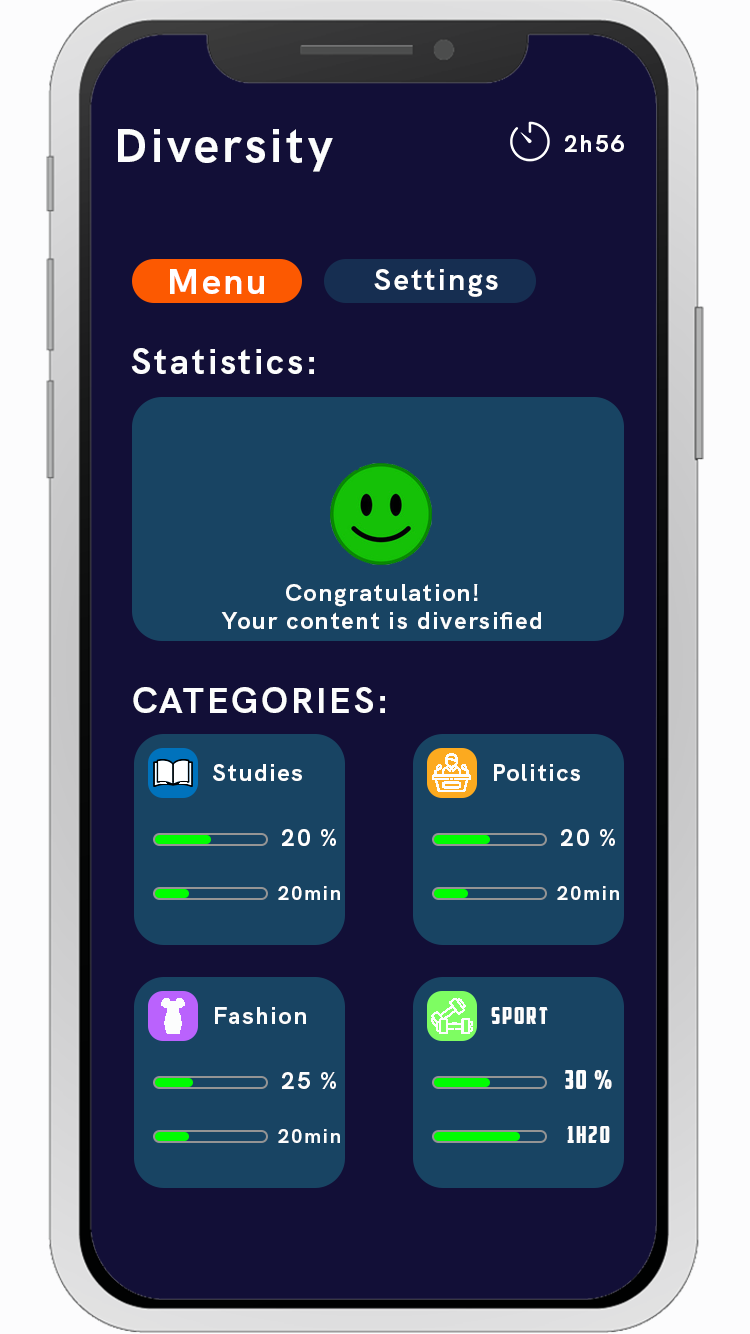 Diversity
2h56
Menu
Settings
Statistics:
Congratulation!
Your content is diversified
CATEGORIES:
Studies
20 %
20min
Politics
20 %
20min
Fashion
25 %
20min
SPORT
30 %
1H20